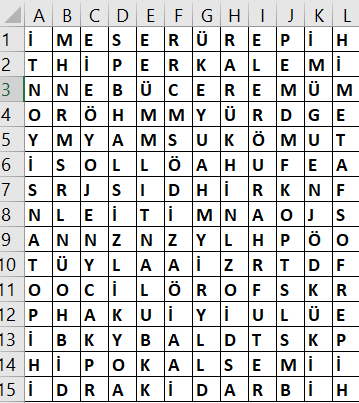 A B C D E F G H I J K L
1 İ M E S E R Ü R E P İ H
2 T H İ P E R K A L E M İ
3 N N E B Ü C E R E M Ü M
4 O R Ö H M M Y Ü R D G E
5 Y M Y A M S U K Ö M U T
6 İ S O L L Ö A H U F E A
7 S R J S I D H İ R K N F
8 N L E İ T İ M N A O J S
9 A N N Z N Z Y L H P Ö O
10 T Ü Y L A A İ Z R T D F
11 O O C İ L Ö R O F S K R
12 P H A K U İ Y İ U L Ü E
13 İ B K Y B A L D T S K P
14 H İ P O K A L S E M İ İ
15 İ D R A K İ D A R B İ H